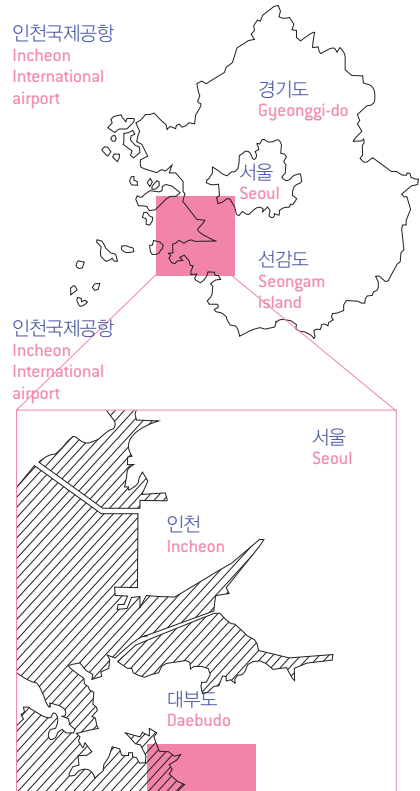 인천국제공항
Incheon
International
airport
경기도
Gyeonggi-do
서울
Seoul
선감도
Seongam
island
인천국제공항
Incheon
International
airport
서울
Seoul
인천
Incheon
대부도
Daebudo